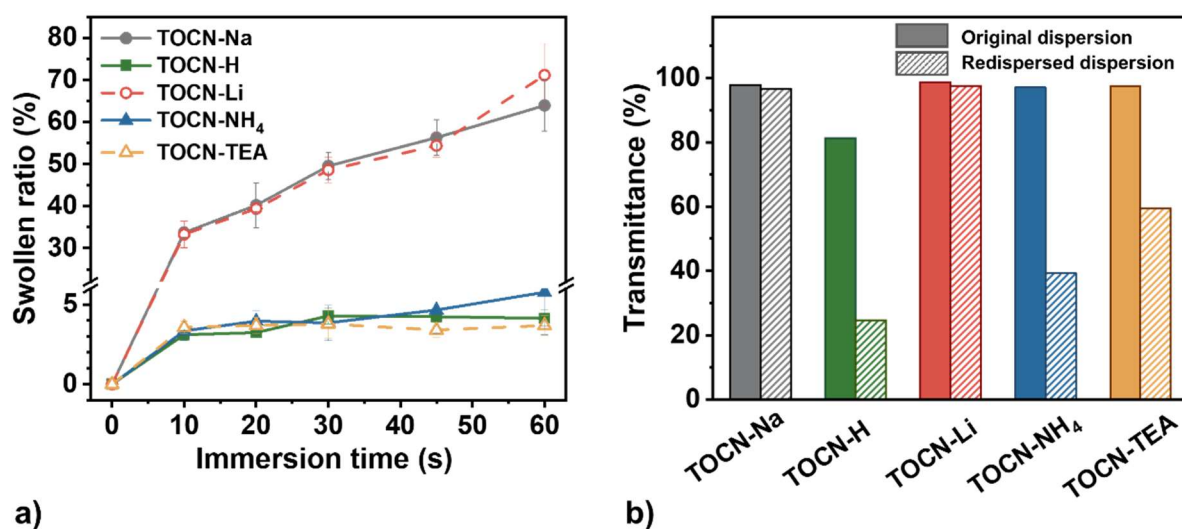 TOCN-Na
TOCN-H
TOCN-Li
TOCN-NH₄
TOCN-TEA
Swollen ratio (%)
80
70
60
50
40
30
5
0
0 10 20 30 40 50 60
Immersion time (s)
a)
Original dispersion
Redispersed dispersion
Transmittance (%)
100
80
60
40
20
0
TOCN-Na
TOCN-H
TOCN-Li
TOCN-NH₄
TOCN-TEA
b)